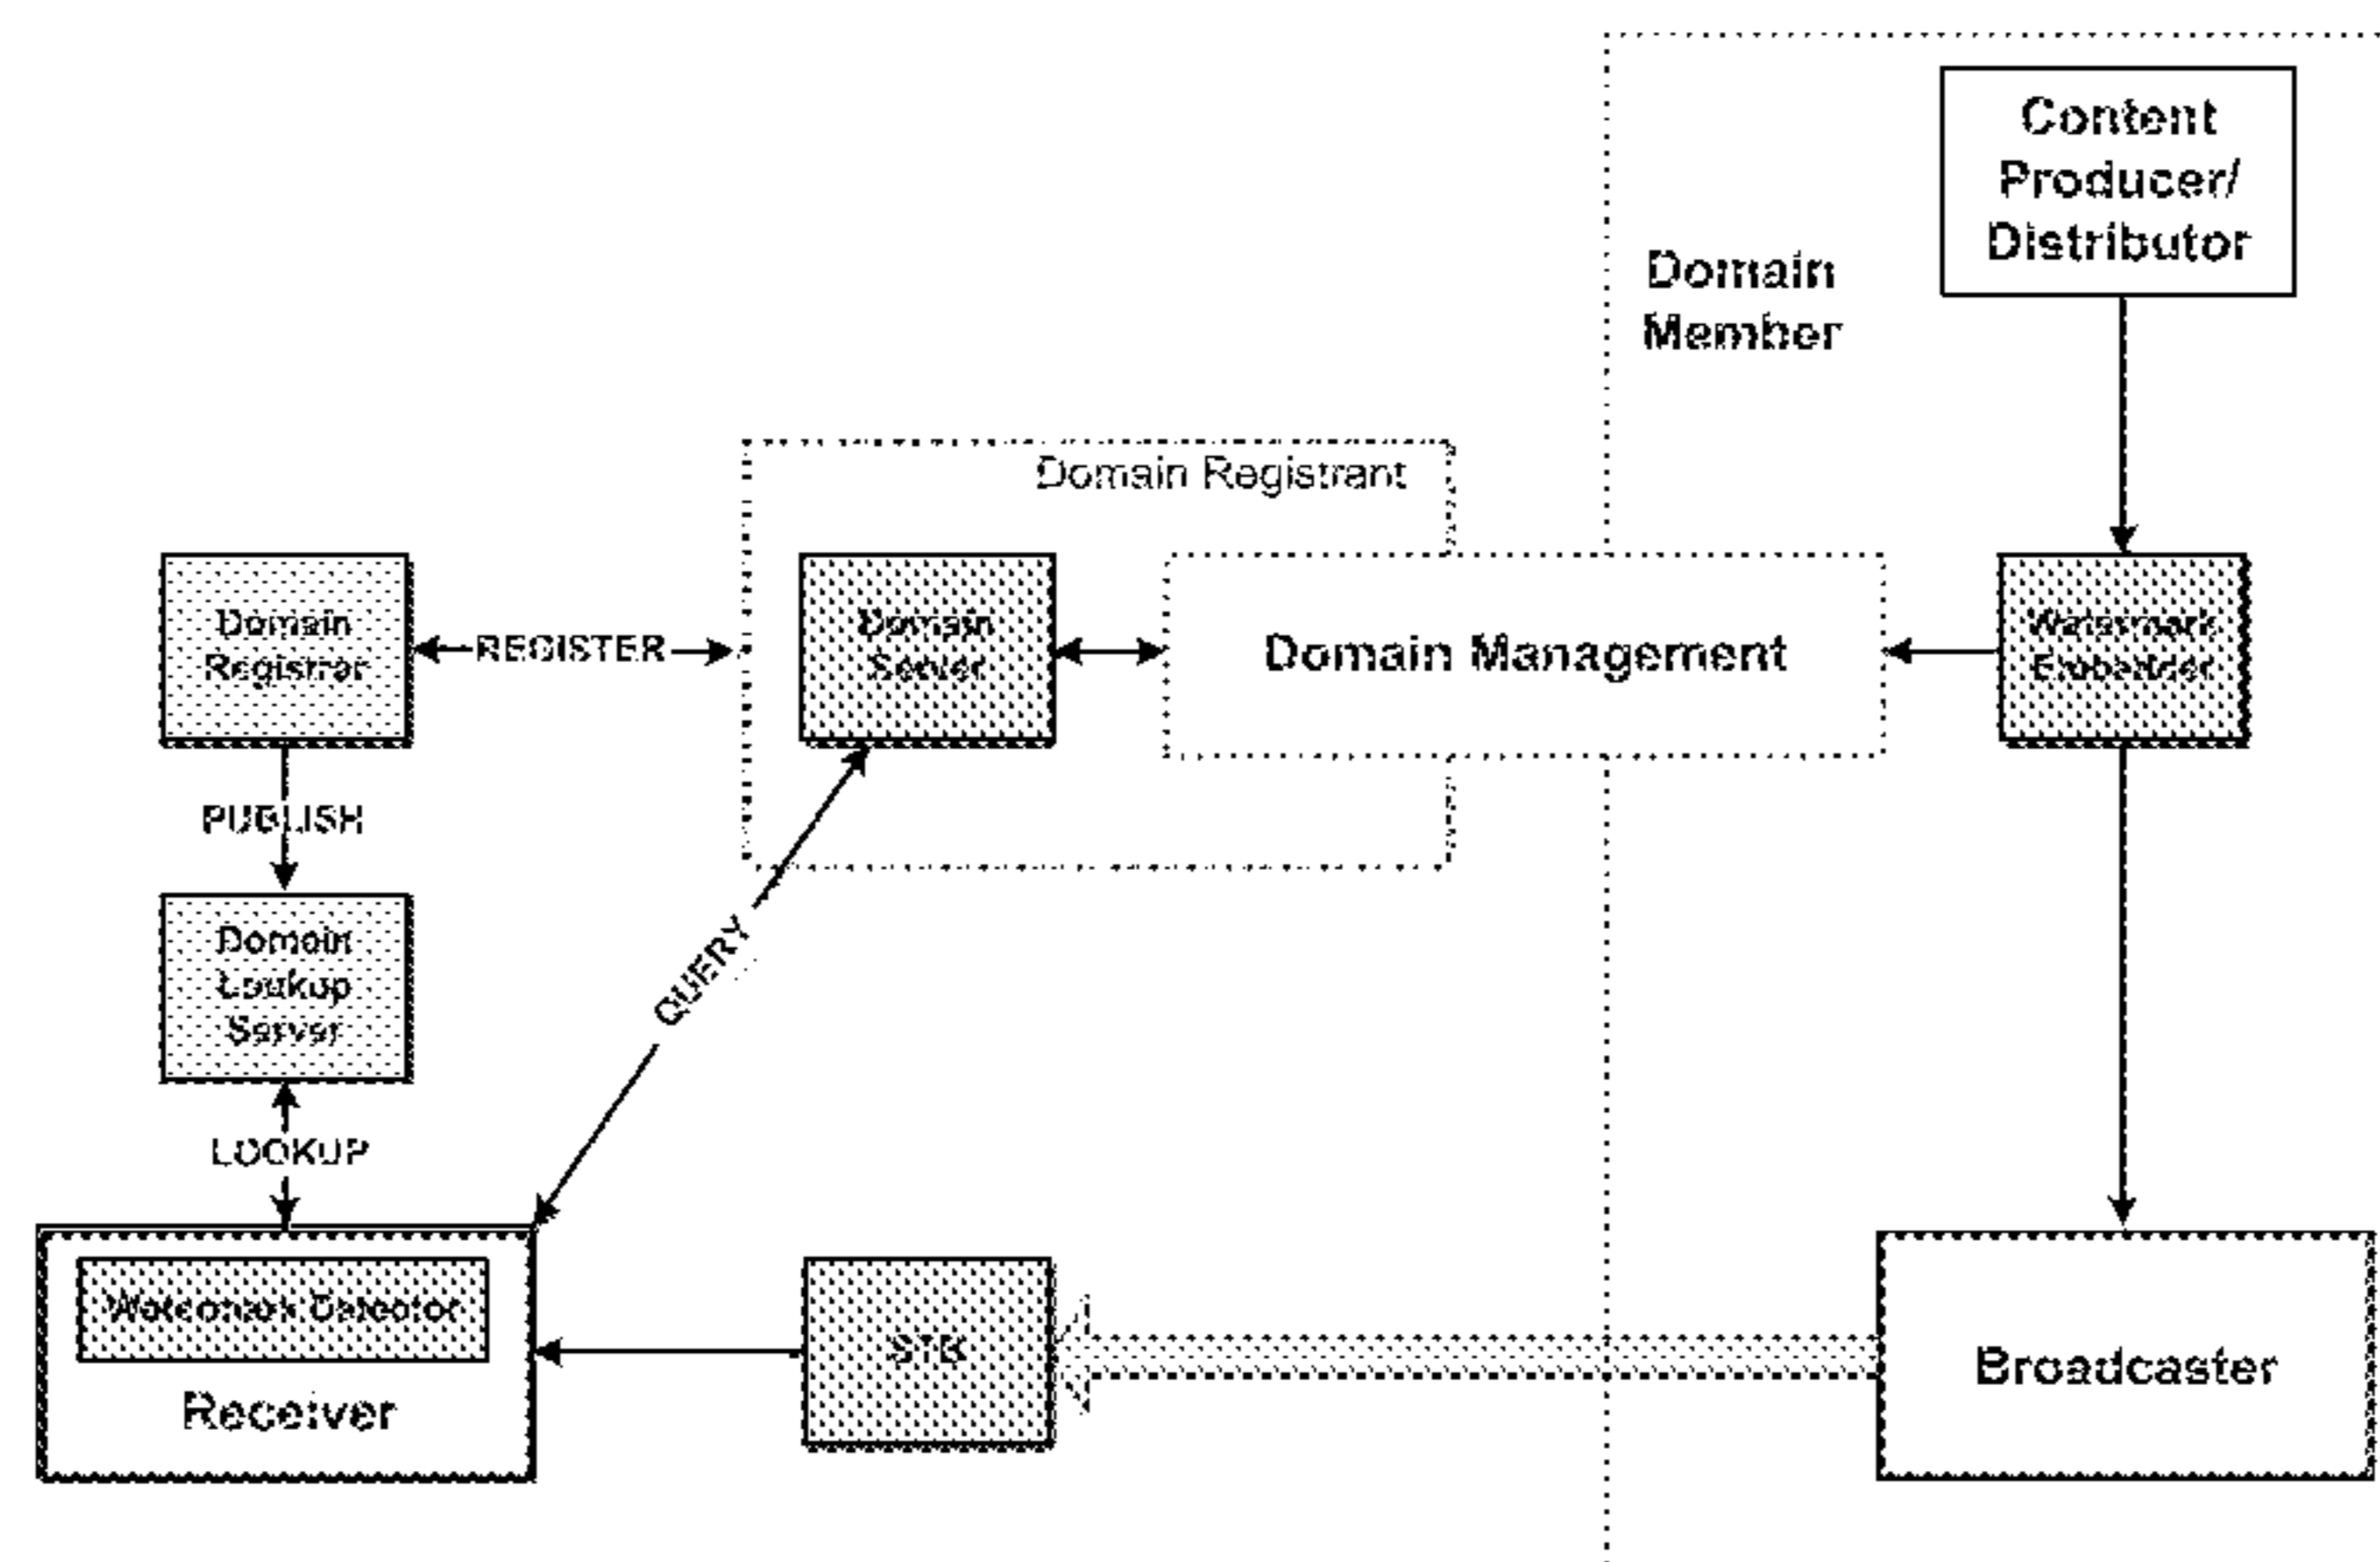 Content
Producer/
Distributor
Domain
Member
Domain Registrant
Domain
Registrar
REGISTER
Domain
Server
Domain Management
Watermark
Embedder
PUBLISH
Domain
Lookup
Server
QUERY
LOOKUP
Watermark Detector
Receiver
STB
Broadcaster